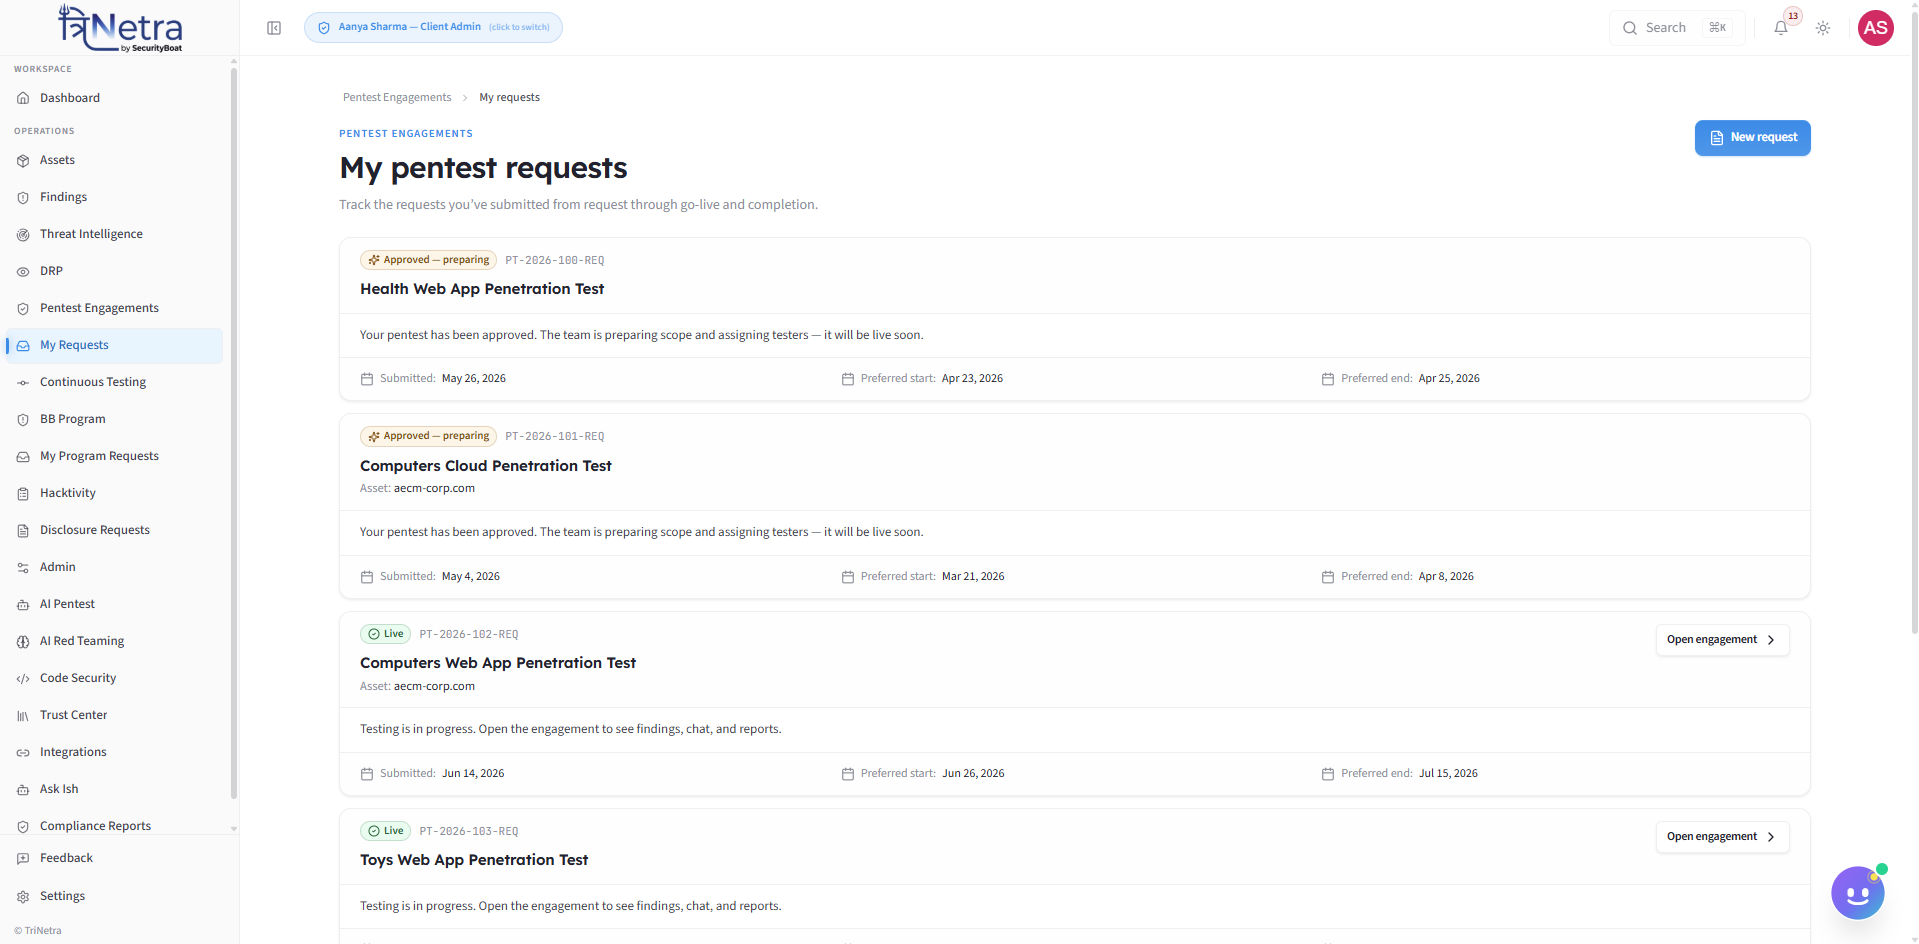 त्रिNetra
by SecurityBoat
Aanya Sharma — Client Admin (click to switch)
Search ⌘K
13
AS
WORKSPACE
Dashboard
OPERATIONS
Assets
Findings
Threat Intelligence
DRP
Pentest Engagements
My Requests
Continuous Testing
BB Program
My Program Requests
Hacktivity
Disclosure Requests
Admin
AI Pentest
AI Red Teaming
Code Security
Trust Center
Integrations
Ask Ish
Compliance Reports
Feedback
Settings
© TriNetra
Pentest Engagements > My requests
PENTEST ENGAGEMENTS
My pentest requests
Track the requests you’ve submitted from request through go-live and completion.
New request
Approved — preparing PT-2026-100-REQ
Health Web App Penetration Test
Your pentest has been approved. The team is preparing scope and assigning testers — it will be live soon.
Submitted: May 26, 2026 Preferred start: Apr 23, 2026 Preferred end: Apr 25, 2026
Approved — preparing PT-2026-101-REQ
Computers Cloud Penetration Test
Asset: aecm-corp.com
Your pentest has been approved. The team is preparing scope and assigning testers — it will be live soon.
Submitted: May 4, 2026 Preferred start: Mar 21, 2026 Preferred end: Apr 8, 2026
Live PT-2026-102-REQ
Open engagement
Computers Web App Penetration Test
Asset: aecm-corp.com
Testing is in progress. Open the engagement to see findings, chat, and reports.
Submitted: Jun 14, 2026 Preferred start: Jun 26, 2026 Preferred end: Jul 15, 2026
Live PT-2026-103-REQ
Open engagement
Toys Web App Penetration Test
Testing is in progress. Open the engagement to see findings, chat, and reports.